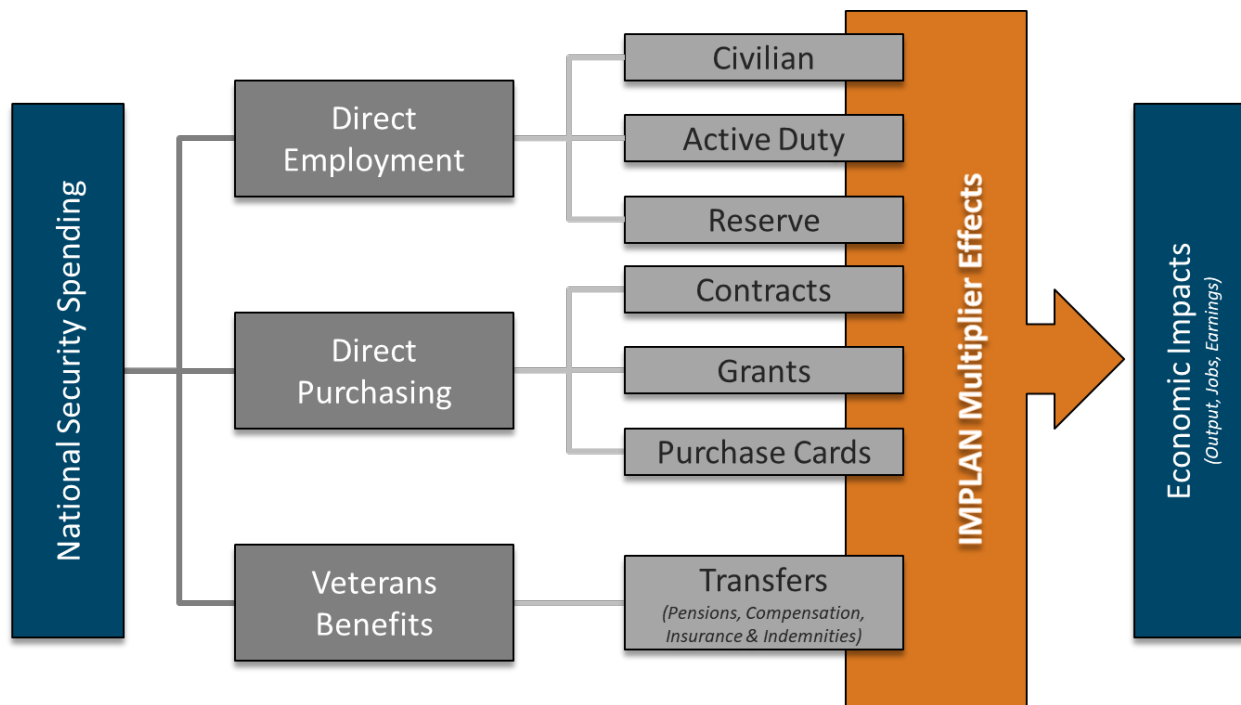 National Security Spending
Direct
Employment
Direct
Purchasing
Veterans
Benefits
Civilian
Active Duty
Reserve
Contracts
Grants
Purchase Cards
Transfers
(Pensions, Compensation,
Insurance & Indemnities)
IMPLAN Multiplier Effects
Economic Impacts
(Output, Jobs, Earnings)